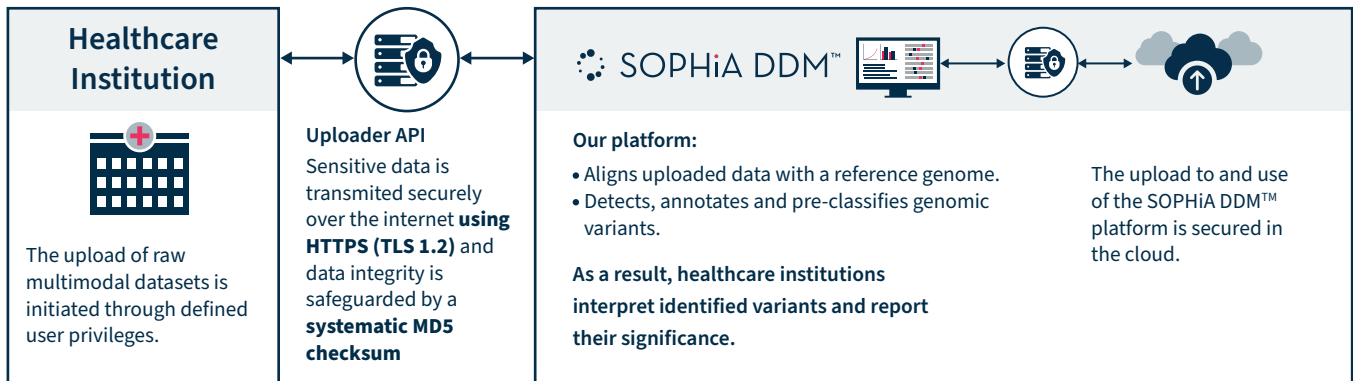 Healthcare
Institution
The upload of raw
multimodal datasets is
initiated through defined
user privileges.
Uploader API
Sensitive data is
transmited securely
over the internet using
HTTPS (TLS 1.2) and
data integrity is
safeguarded by a
systematic MD5
checksum
SOPHiA DDM™
Our platform:
• Aligns uploaded data with a reference genome.
• Detects, annotates and pre-classifies genomic
variants.
As a result, healthcare institutions
interpret identified variants and report
their significance.
The upload to and use
of the SOPHiA DDM™
platform is secured in
the cloud.